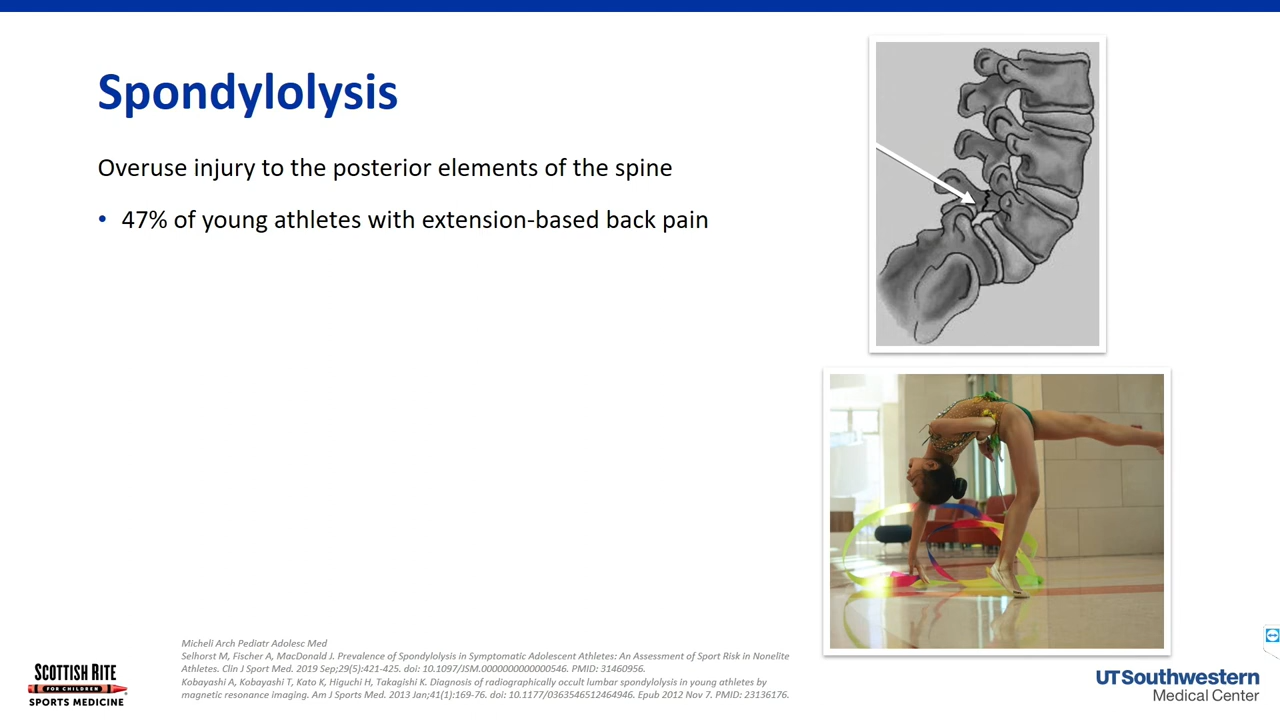 Spondylolysis
Overuse injury to the posterior elements of the spine
• 47% of young athletes with extension-based back pain
Micheli Arch Pediatr Adolesc Med
Selhorst M, Fischer A, MacDonald J. Prevalence of Spondylolysis in Symptomatic Adolescent Athletes: An Assessment of Sport Risk in Nonelite
Athletes. Clin J Sport Med. 2019 Sep;29(5):421-425. doi: 10.1097/JSM.0000000000000546. PMID: 31460956.
Kobayashi A, Kobayashi T, Kato K, Higuchi H, Takagishi K. Diagnosis of radiographically occult lumbar spondylolysis in young athletes by
magnetic resonance imaging. Am J Sports Med. 2013 Jan;41(1):169-76. doi: 10.1177/0363546512464946. Epub 2012 Nov 7. PMID: 23136176.
SCOTTISH RITE
FOR CHILDREN
SPORTS MEDICINE
UTSouthwestern
Medical Center